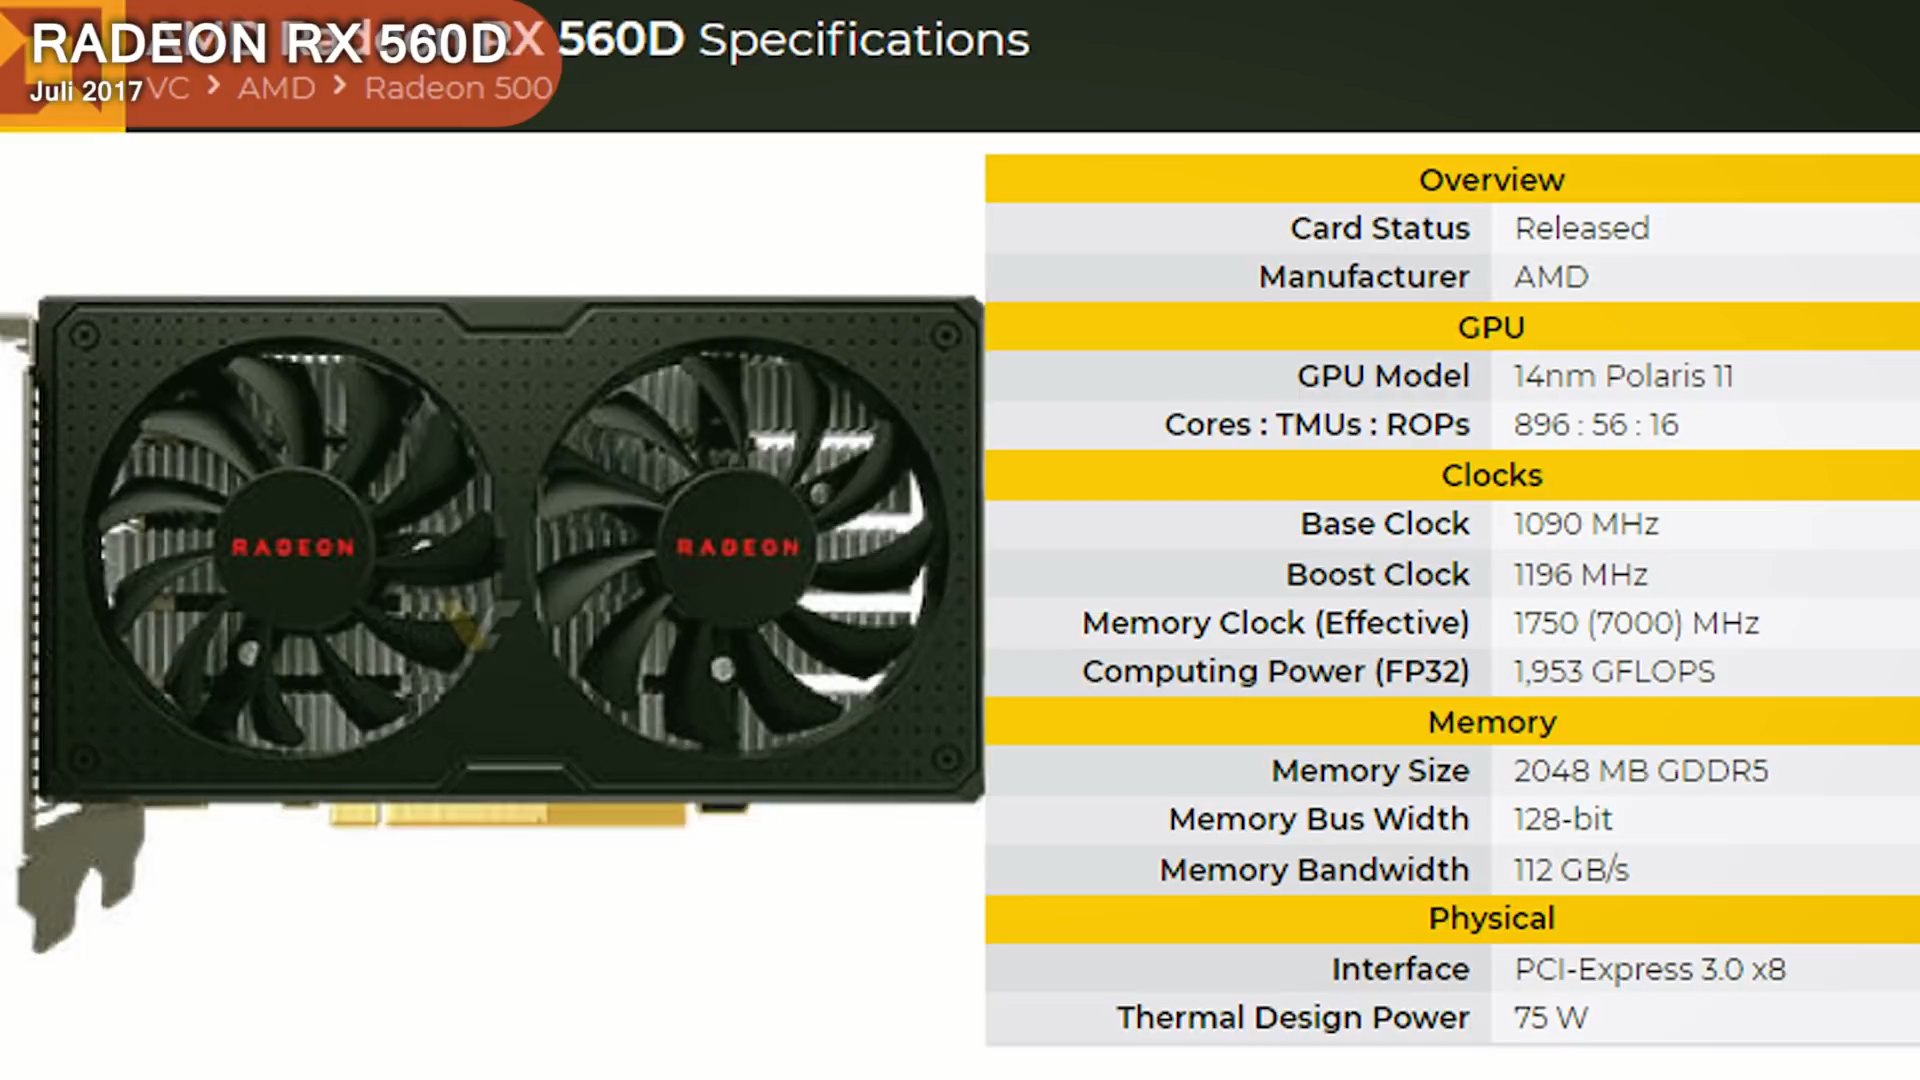 RADEON RX 560D
Juli 2017
RX 560D Specifications
VC > AMD > Radeon 500
RADEON RADEON
Overview
Card Status Released
Manufacturer AMD
GPU
GPU Model 14nm Polaris 11
Cores : TMUs : ROPs 896 : 56 : 16
Clocks
Base Clock 1090 MHz
Boost Clock 1196 MHz
Memory Clock (Effective) 1750 (7000) MHz
Computing Power (FP32) 1,953 GFLOPS
Memory
Memory Size 2048 MB GDDR5
Memory Bus Width 128-bit
Memory Bandwidth 112 GB/s
Physical
Interface PCI-Express 3.0 x8
Thermal Design Power 75 W